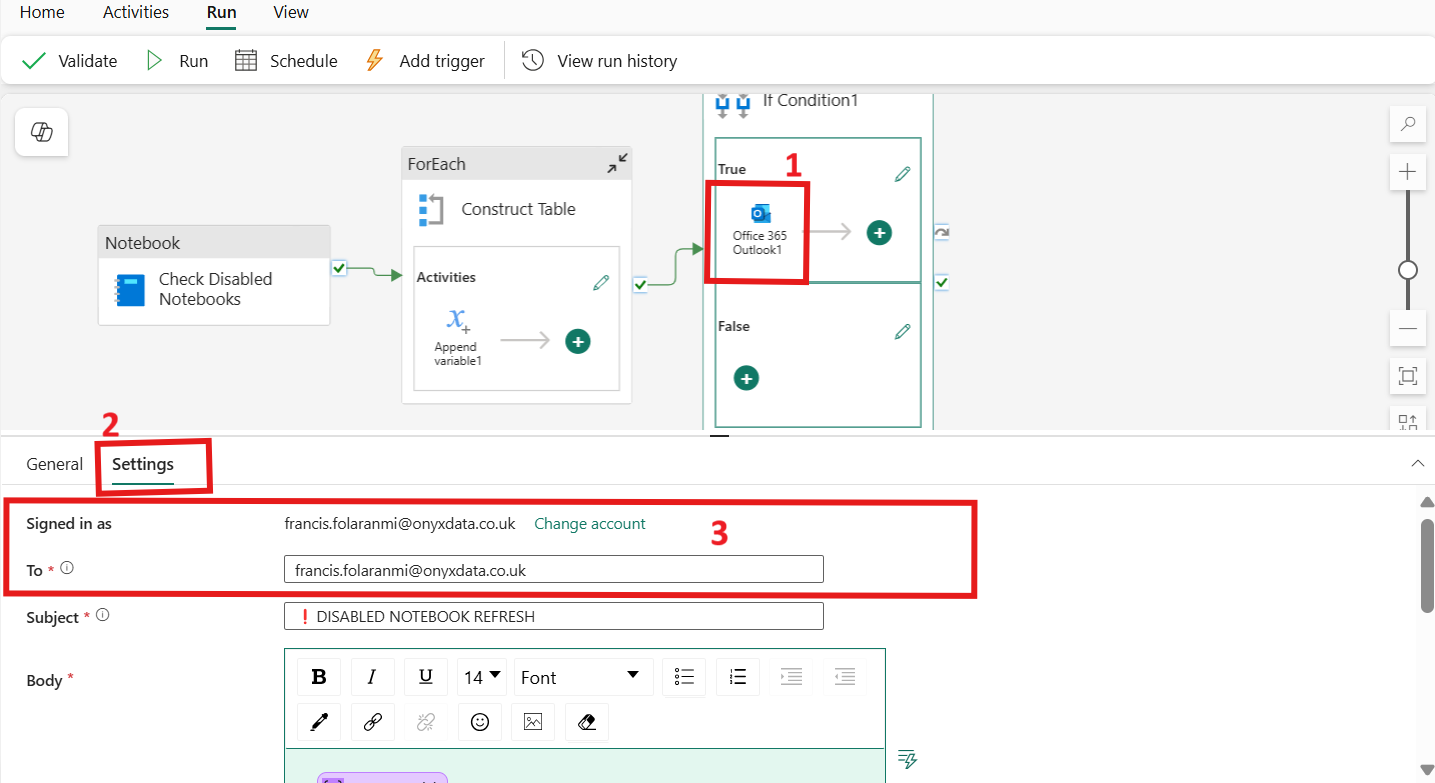 Home Activities Run View
Validate Run Schedule Add trigger View run history
If Condition1
True
1
Office 365
Outlook1
False
ForEach
Construct Table
Activities
Append
variable1
Notebook
Check Disabled
Notebooks
2
General Settings
Signed in as francis.folaranmi@onyxdata.co.uk Change account
3
To * francis.folaranmi@onyxdata.co.uk
Subject * ❗ DISABLED NOTEBOOK REFRESH
Body *
B I U 14 Font